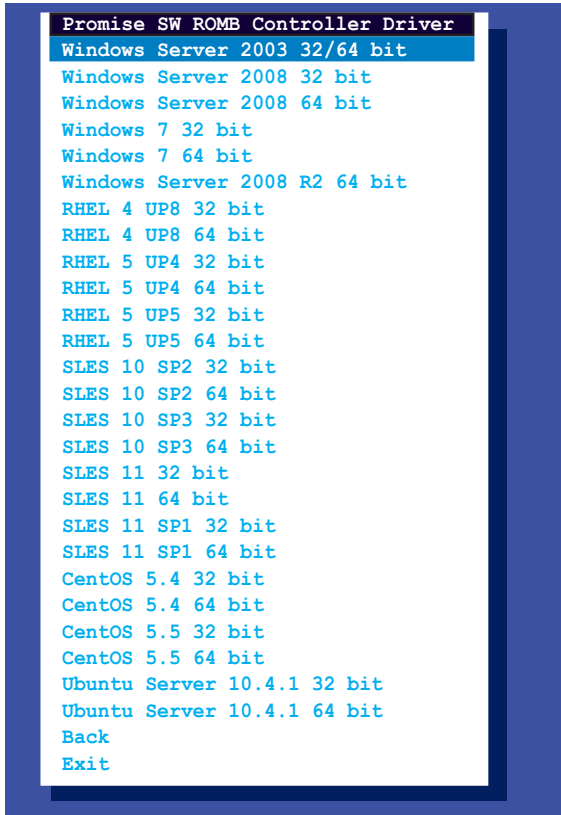 Promise SW ROMB Controller Driver
Windows Server 2003 32/64 bit
Windows Server 2008 32 bit
Windows Server 2008 64 bit
Windows 7 32 bit
Windows 7 64 bit
Windows Server 2008 R2 64 bit
RHEL 4 UP8 32 bit
RHEL 4 UP8 64 bit
RHEL 5 UP4 32 bit
RHEL 5 UP4 64 bit
RHEL 5 UP5 32 bit
RHEL 5 UP5 64 bit
SLES 10 SP2 32 bit
SLES 10 SP2 64 bit
SLES 10 SP3 32 bit
SLES 10 SP3 64 bit
SLES 11 32 bit
SLES 11 64 bit
SLES 11 SP1 32 bit
SLES 11 SP1 64 bit
CentOS 5.4 32 bit
CentOS 5.4 64 bit
CentOS 5.5 32 bit
CentOS 5.5 64 bit
Ubuntu Server 10.4.1 32 bit
Ubuntu Server 10.4.1 64 bit
Back
Exit